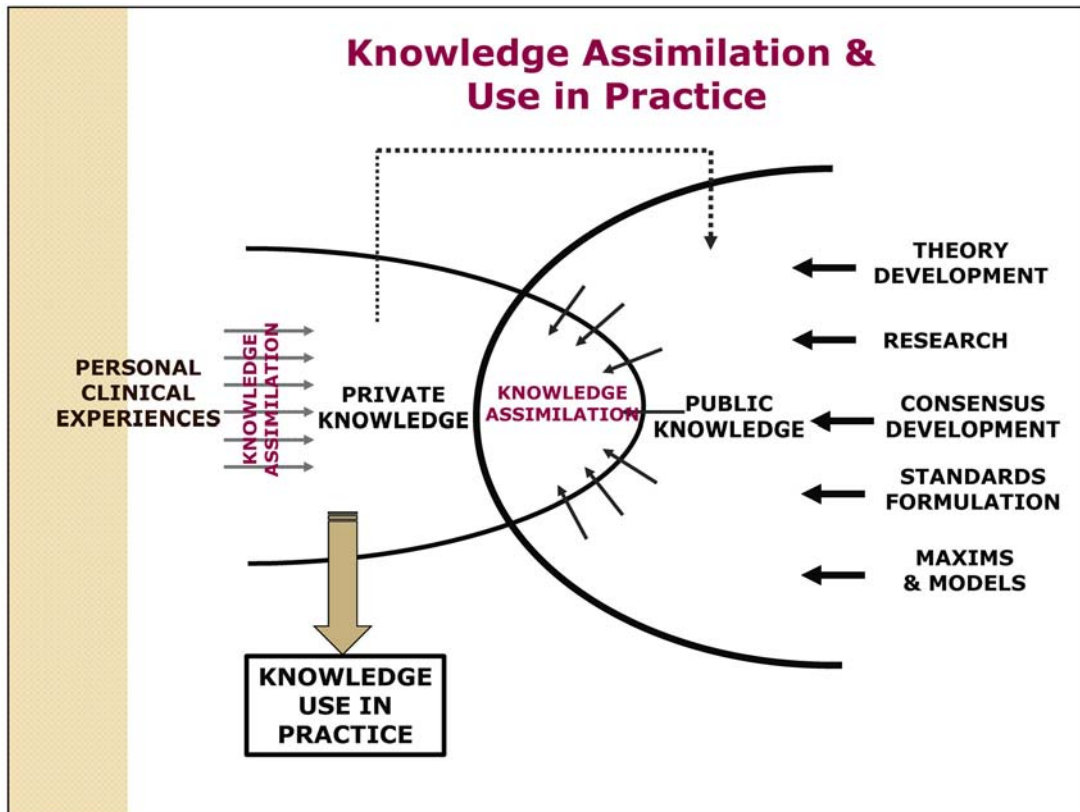 Knowledge Assimilation &
Use in Practice
PERSONAL
CLINICAL
EXPERIENCES
KNOWLEDGE
ASSIMILATION
PRIVATE
KNOWLEDGE
KNOWLEDGE
ASSIMILATION
PUBLIC
KNOWLEDGE
THEORY
DEVELOPMENT
RESEARCH
CONSENSUS
DEVELOPMENT
STANDARDS
FORMULATION
MAXIMS
& MODELS
KNOWLEDGE
USE IN
PRACTICE